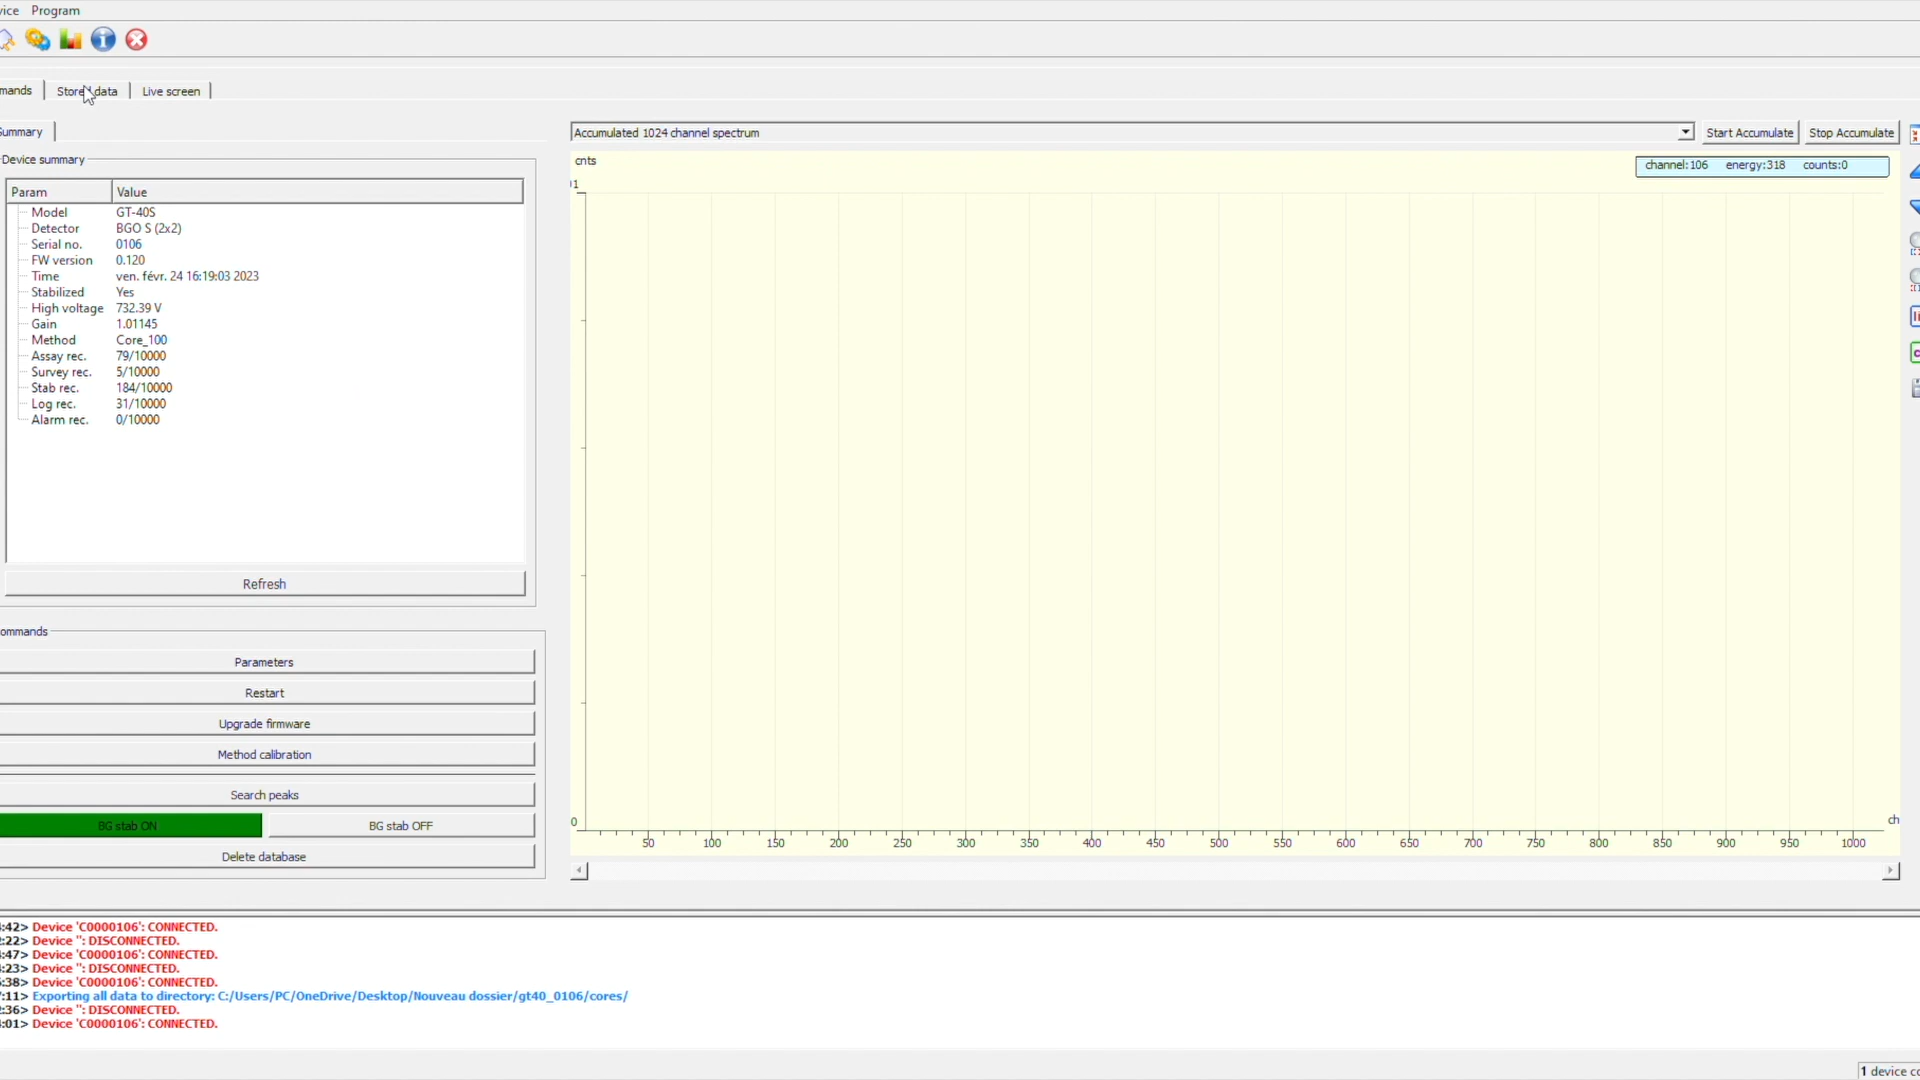 vice Program
mands Stored data Live screen
Summary
Accumulated 1024 channel spectrum Start Accumulate Stop Accumulate
Device summary
cnts
channel:106 energy:318 counts:0
Param Value
Model GT-40S
Detector BGO S (2x2)
Serial no. 0106
FW version 0.120
Time ven. févr. 24 16:19:03 2023
Stabilized Yes
High voltage 732.39 V
Gain 1.01145
Method Core_100
Assay rec. 79/10000
Survey rec. 5/10000
Stab rec. 184/10000
Log rec. 31/10000
Alarm rec. 0/10000
Refresh
ommands
Parameters
Restart
Upgrade firmware
Method calibration
Search peaks
BG stab ON BG stab OFF
Delete database
1
0
ch
50 100 150 200 250 300 350 400 450 500 550 600 650 700 750 800 850 900 950 1000
:42> Device 'C0000106': CONNECTED.
:22> Device '': DISCONNECTED.
:47> Device 'C0000106': CONNECTED.
:23> Device '': DISCONNECTED.
:38> Device 'C0000106': CONNECTED.
:11> Exporting all data to directory: C:/Users/PC/OneDrive/Desktop/Nouveau dossier/gt40_0106/cores/
:36> Device '': DISCONNECTED.
:01> Device 'C0000106': CONNECTED.
1 device co